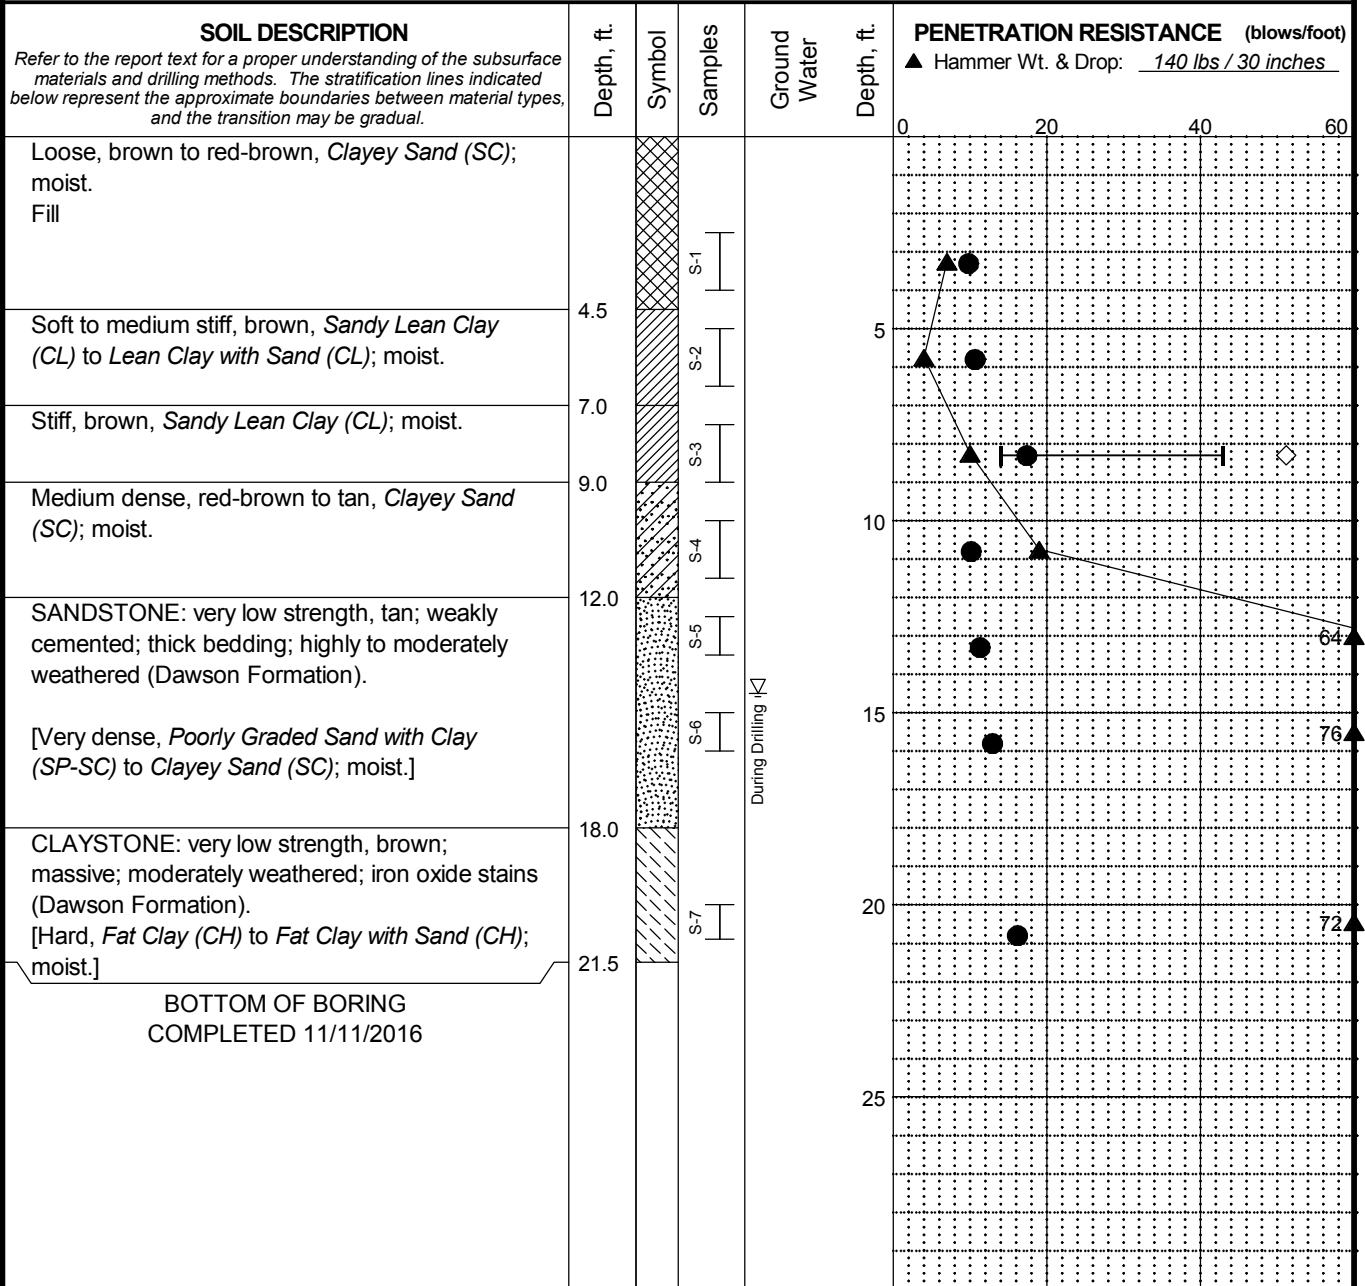 SOIL DESCRIPTION
Refer to the report text for a proper understanding of the subsurface
materials and drilling methods. The stratification lines indicated
below represent the approximate boundaries between material types,
and the transition may be gradual.
Depth, ft.
Symbol
Samples
Ground
Water
Depth, ft.
PENETRATION RESISTANCE (blows/foot)
▲ Hammer Wt. & Drop: 140 lbs / 30 inches
0 20 40 60
Loose, brown to red-brown, Clayey Sand (SC);
moist.
Fill
S-1
4.5
Soft to medium stiff, brown, Sandy Lean Clay
(CL) to Lean Clay with Sand (CL); moist.
S-2
5
7.0
Stiff, brown, Sandy Lean Clay (CL); moist.
S-3
9.0
Medium dense, red-brown to tan, Clayey Sand
(SC); moist.
S-4
10
12.0
SANDSTONE: very low strength, tan; weakly
cemented; thick bedding; highly to moderately
weathered (Dawson Formation).
S-5
64
[Very dense, Poorly Graded Sand with Clay
(SP-SC) to Clayey Sand (SC); moist.]
S-6
During Drilling
15
76
18.0
CLAYSTONE: very low strength, brown;
massive; moderately weathered; iron oxide stains
(Dawson Formation).
[Hard, Fat Clay (CH) to Fat Clay with Sand (CH);
moist.]
S-7
20
72
21.5
BOTTOM OF BORING
COMPLETED 11/11/2016
25